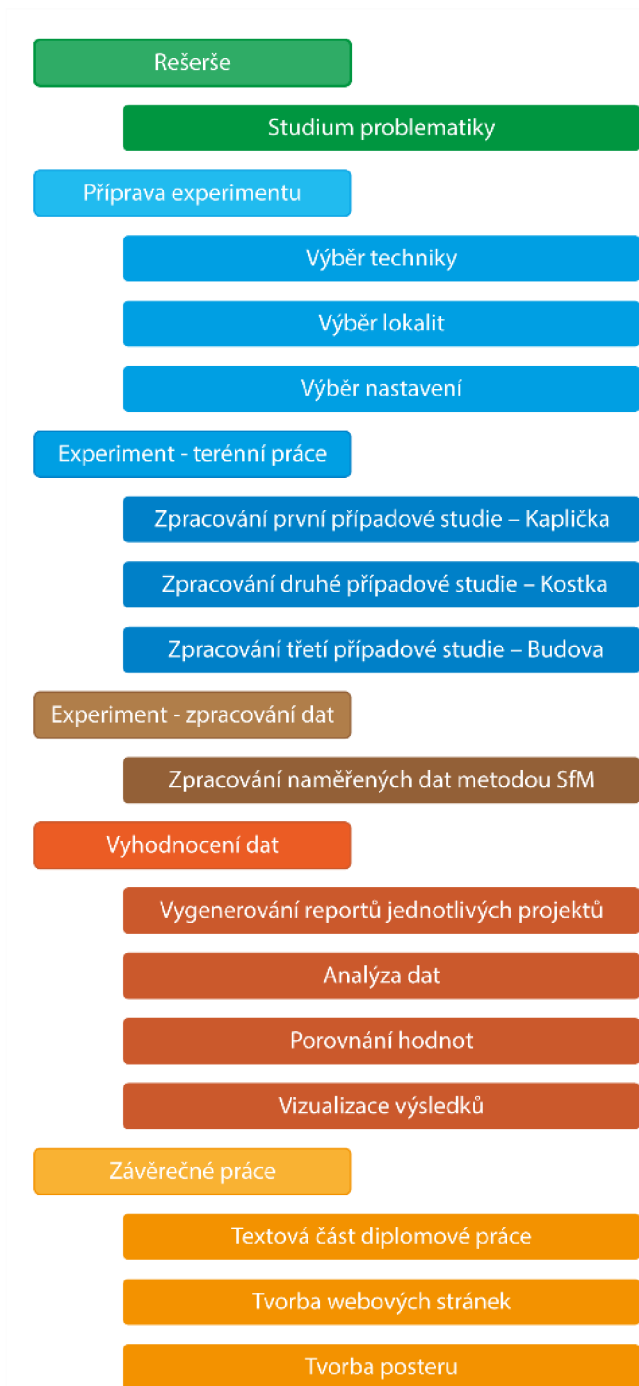 Rešerše
Studium problematiky
Příprava experimentu
Výběr techniky
Výběr lokalit
Výběr nastavení
Experiment - terénní práce
Zpracování první případové studie – Kaplička
Zpracování druhé případové studie – Kostka
Zpracování třetí případové studie – Budova
Experiment - zpracování dat
Zpracování naměřených dat metodou SfM
Vyhodnocení dat
Vygenerování reportů jednotlivých projektů
Analýza dat
Porovnání hodnot
Vizualizace výsledků
Závěrečné práce
Textová část diplomové práce
Tvorba webových stránek
Tvorba posteru